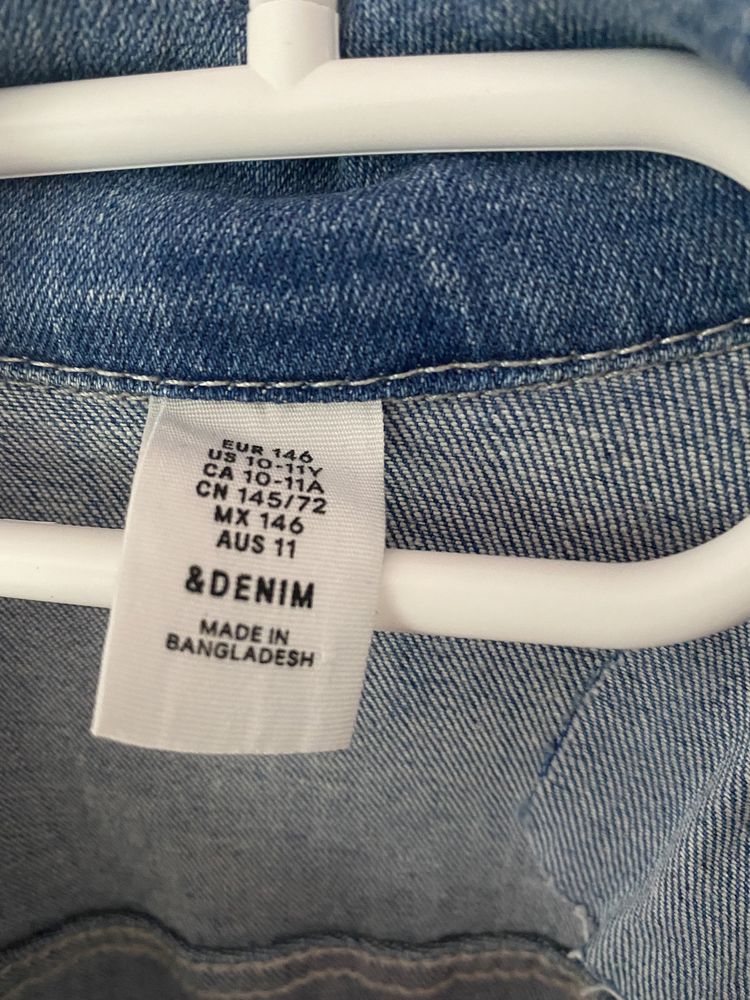 EUR 146
US 10-11Y
CA 10-11A
CN 145/72
MX 146
AUS 11
&DENIM
MADE IN
BANGLADESH